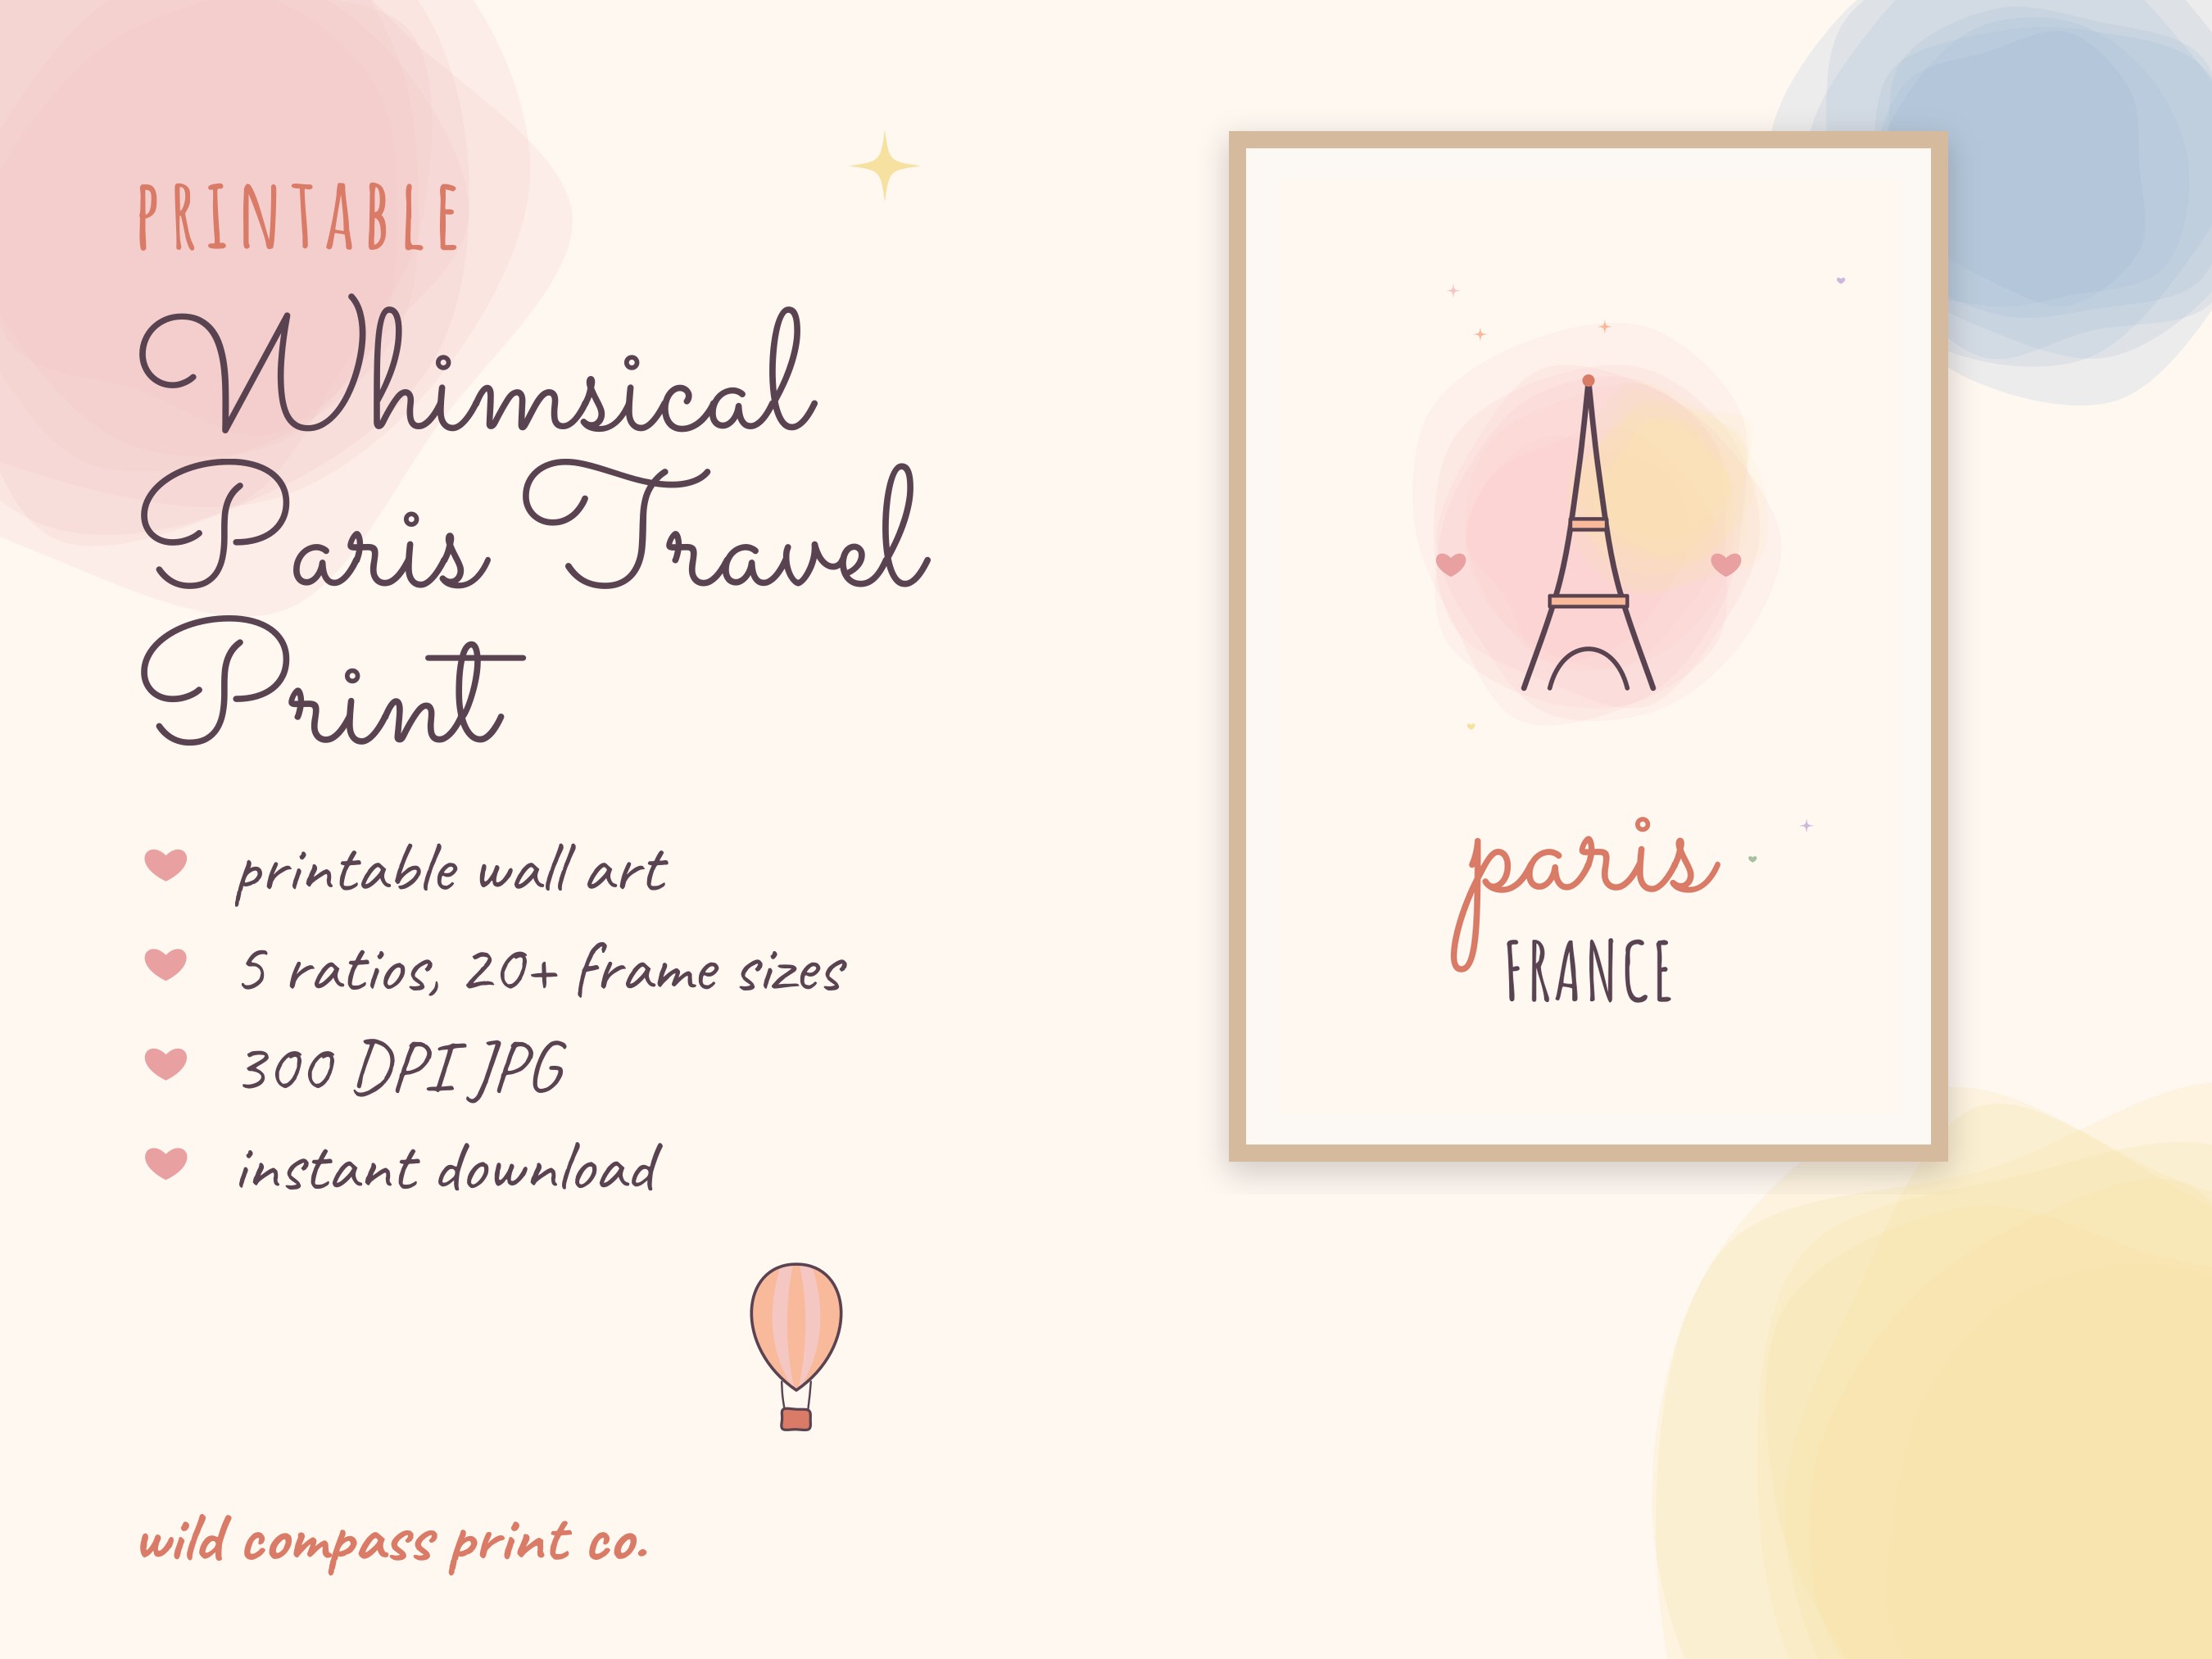 PRINTABLE
Whimsical
Paris Travel
Print
printable wall art
5 ratios, 20+ frame sizes
300 DPI JPG
instant download
wild compass print co.
paris
FRANCE